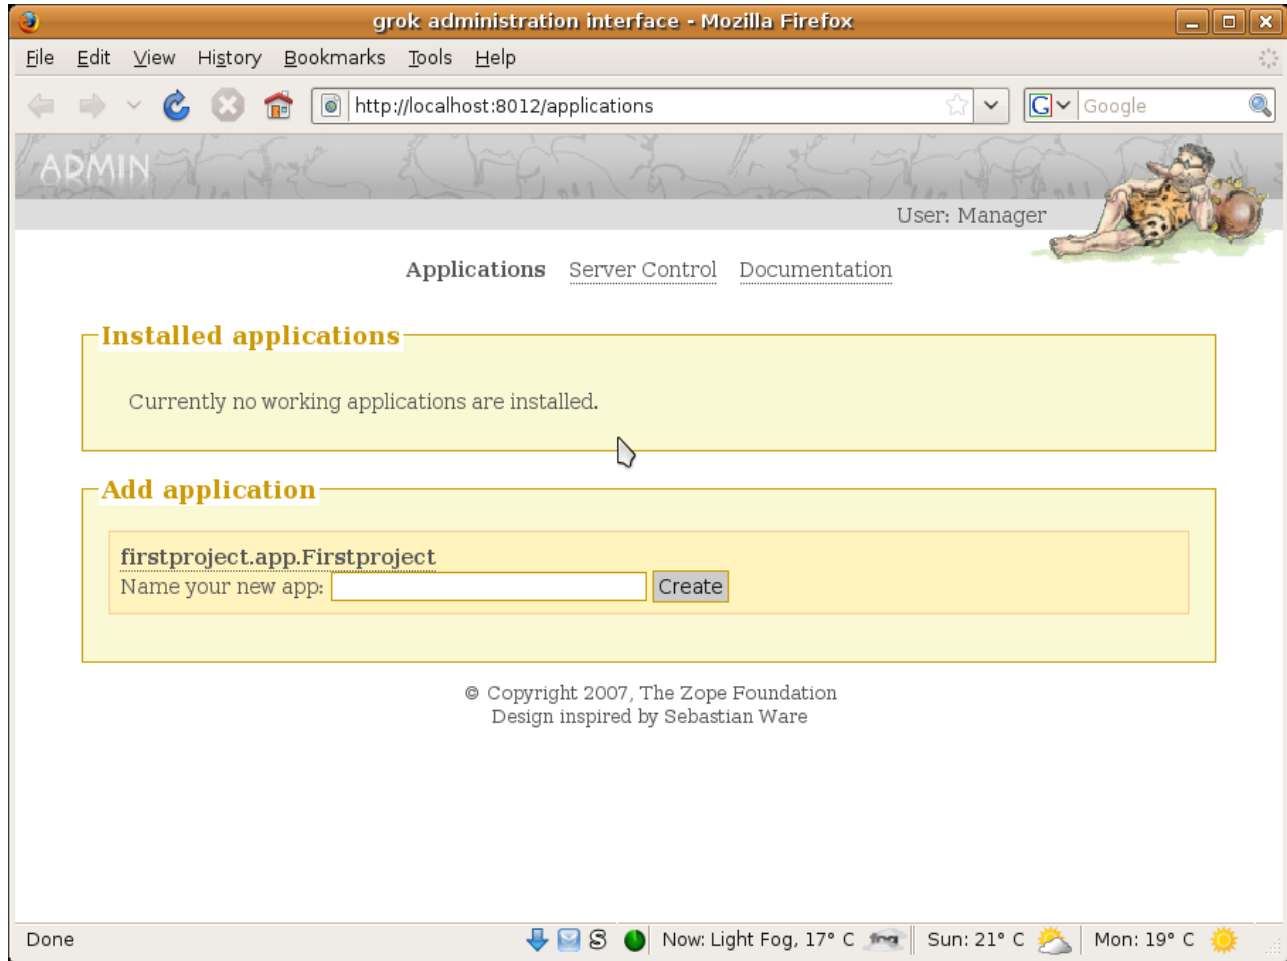 grok administration interface - Mozilla Firefox
File Edit View History Bookmarks Tools Help
http://localhost:8012/applications
G Google
ADMIN
User: Manager
Applications Server Control Documentation
Installed applications
Currently no working applications are installed.
Add application
firstproject.app.Firstproject
Name your new app: Create
© Copyright 2007, The Zope Foundation
Design inspired by Sebastian Ware
Done S Now: Light Fog, 17° C fog Sun: 21° C Mon: 19° C